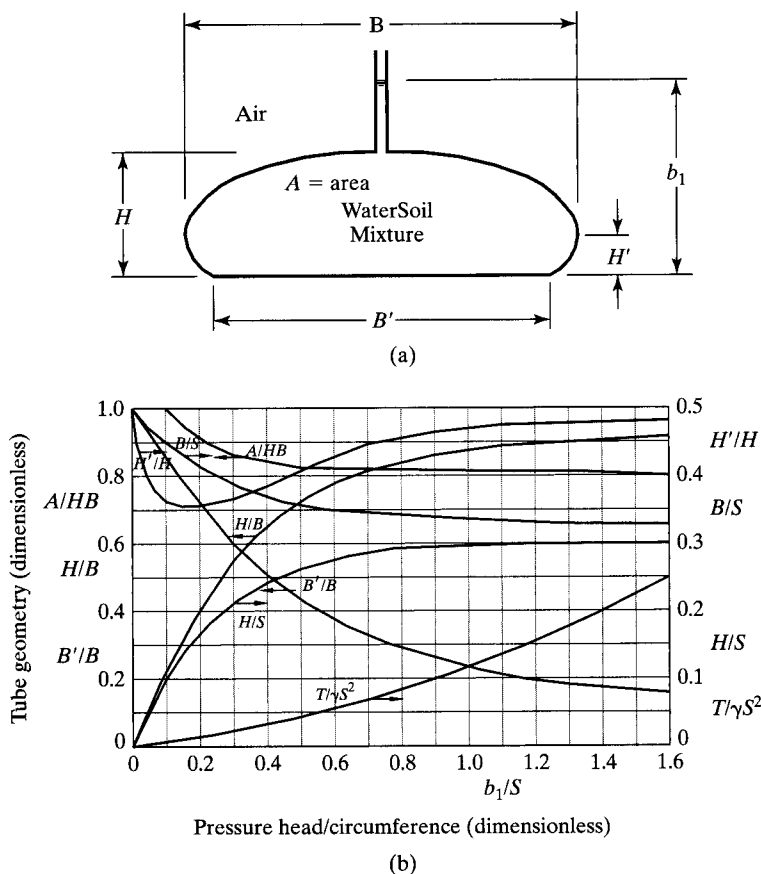 B
Air
A = area
WaterSoil
Mixture
H
b₁
H'
B'
(a)
Tube geometry (dimensionless)
1.0
0.8
0.6
0.4
0.2
0
A/HB
H/B
B'/B
H'/H
B/S
A/HB
H/B
B'/B
H/S
T/γS²
0.5
0.4
0.3
0.2
0.1
0
H'/H
B/S
H/S
T/γS²
0 0.2 0.4 0.6 0.8 1.0 1.2 1.4 1.6
b₁/S
Pressure head/circumference (dimensionless)
(b)